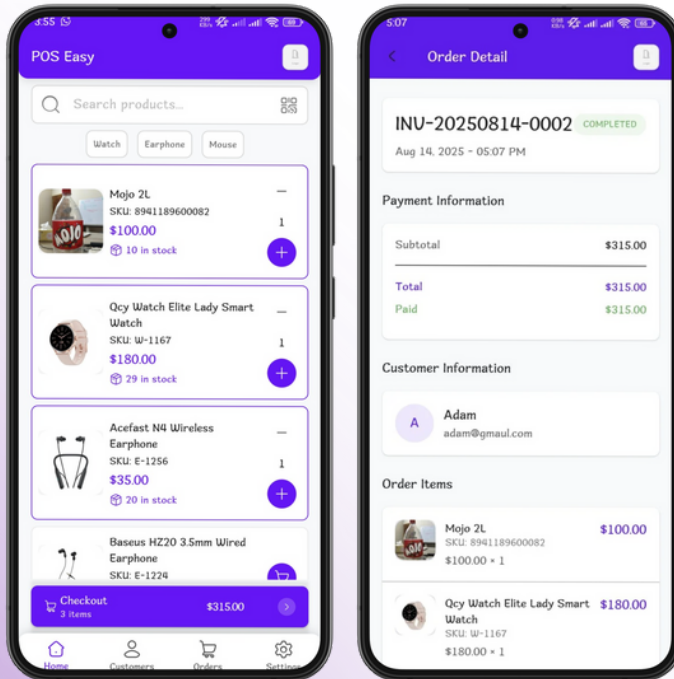 3:55
POS Easy
Search products...
Watch
Earphone
Mouse
Mojo 2L
SKU: 8941189600082
$100.00
10 in stock
1
Qcy Watch Elite Lady Smart
Watch
SKU: W-1167
$180.00
29 in stock
1
Acefast N4 Wireless
Earphone
SKU: E-1256
$35.00
20 in stock
1
Baseus HZ20 3.5mm Wired
Earphone
SKU: E-1224
Checkout
3 items
$315.00
Home
Customers
Orders
Settings
5:07
Order Detail
INV-20250814-0002
COMPLETED
Aug 14, 2025 - 05:07 PM
Payment Information
Subtotal
$315.00
Total
$315.00
Paid
$315.00
Customer Information
A
Adam
adam@gmaul.com
Order Items
Mojo 2L
$100.00
SKU: 8941189600082
$100.00 × 1
Qcy Watch Elite Lady Smart
Watch
$180.00
SKU: W-1167
$180.00 × 1